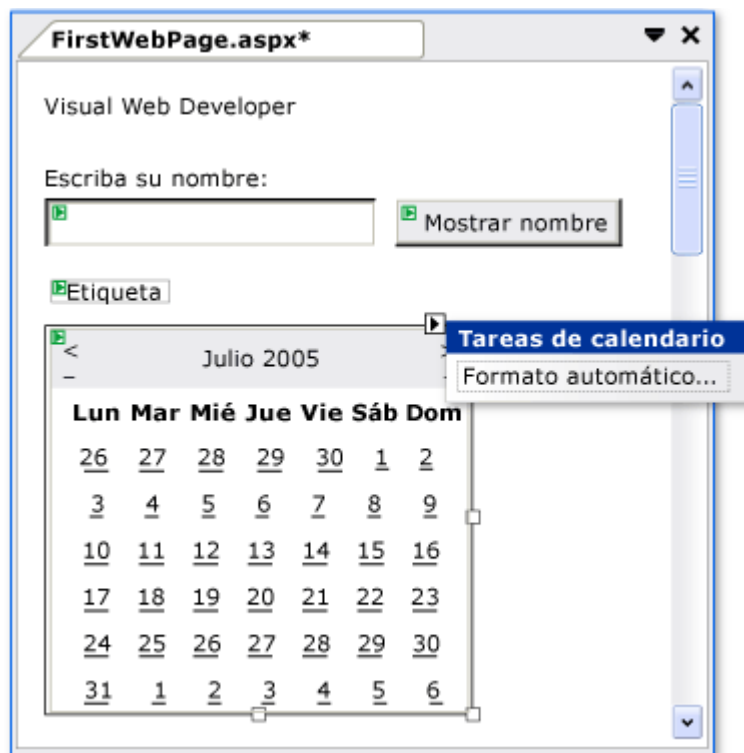 FirstWebPage.aspx*
Visual Web Developer
Escriba su nombre:
Mostrar nombre
Etiqueta
< Julio 2005 >
Tareas de calendario
Formato automático...
Lun Mar Mié Jue Vie Sáb Dom
26 27 28 29 30 1 2
3 4 5 6 7 8 9
10 11 12 13 14 15 16
17 18 19 20 21 22 23
24 25 26 27 28 29 30
31 1 2 3 4 5 6